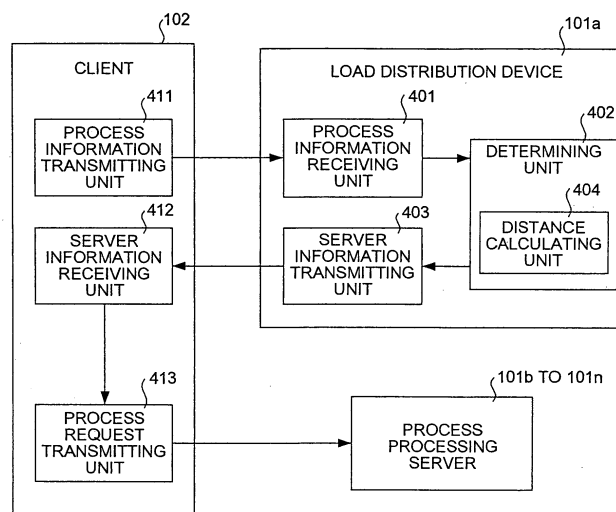 102
101a
CLIENT
LOAD DISTRIBUTION DEVICE
411
PROCESS
INFORMATION
TRANSMITTING
UNIT
401
PROCESS
INFORMATION
RECEIVING
UNIT
402
DETERMINING
UNIT
404
DISTANCE
CALCULATING
UNIT
412
SERVER
INFORMATION
RECEIVING
UNIT
403
SERVER
INFORMATION
TRANSMITTING
UNIT
413
PROCESS
REQUEST
TRANSMITTING
UNIT
101b TO 101n
PROCESS
PROCESSING
SERVER